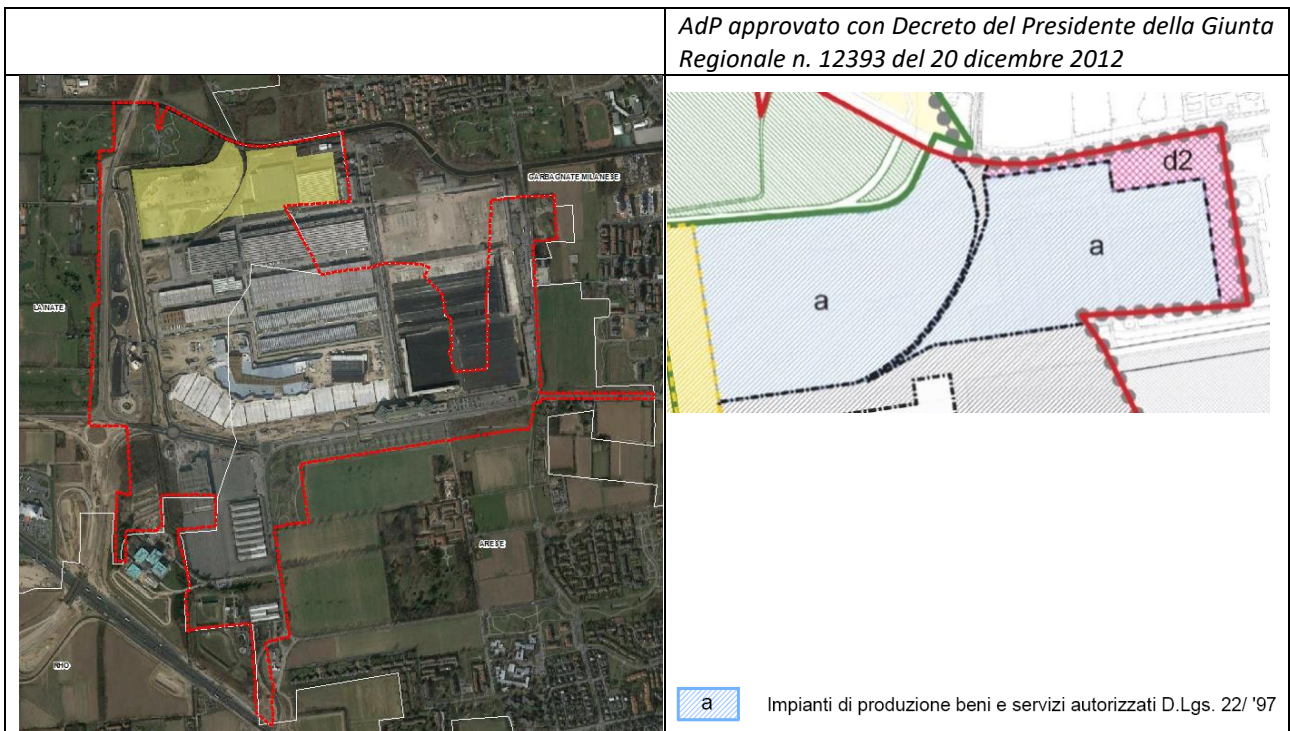 AdP approvato con Decreto del Presidente della Giunta
Regionale n. 12393 del 20 dicembre 2012
GARBAGNATE MILANESE
LAINATE
ARESE
RHO
d2
a
a
a Impianti di produzione beni e servizi autorizzati D.Lgs. 22/ '97